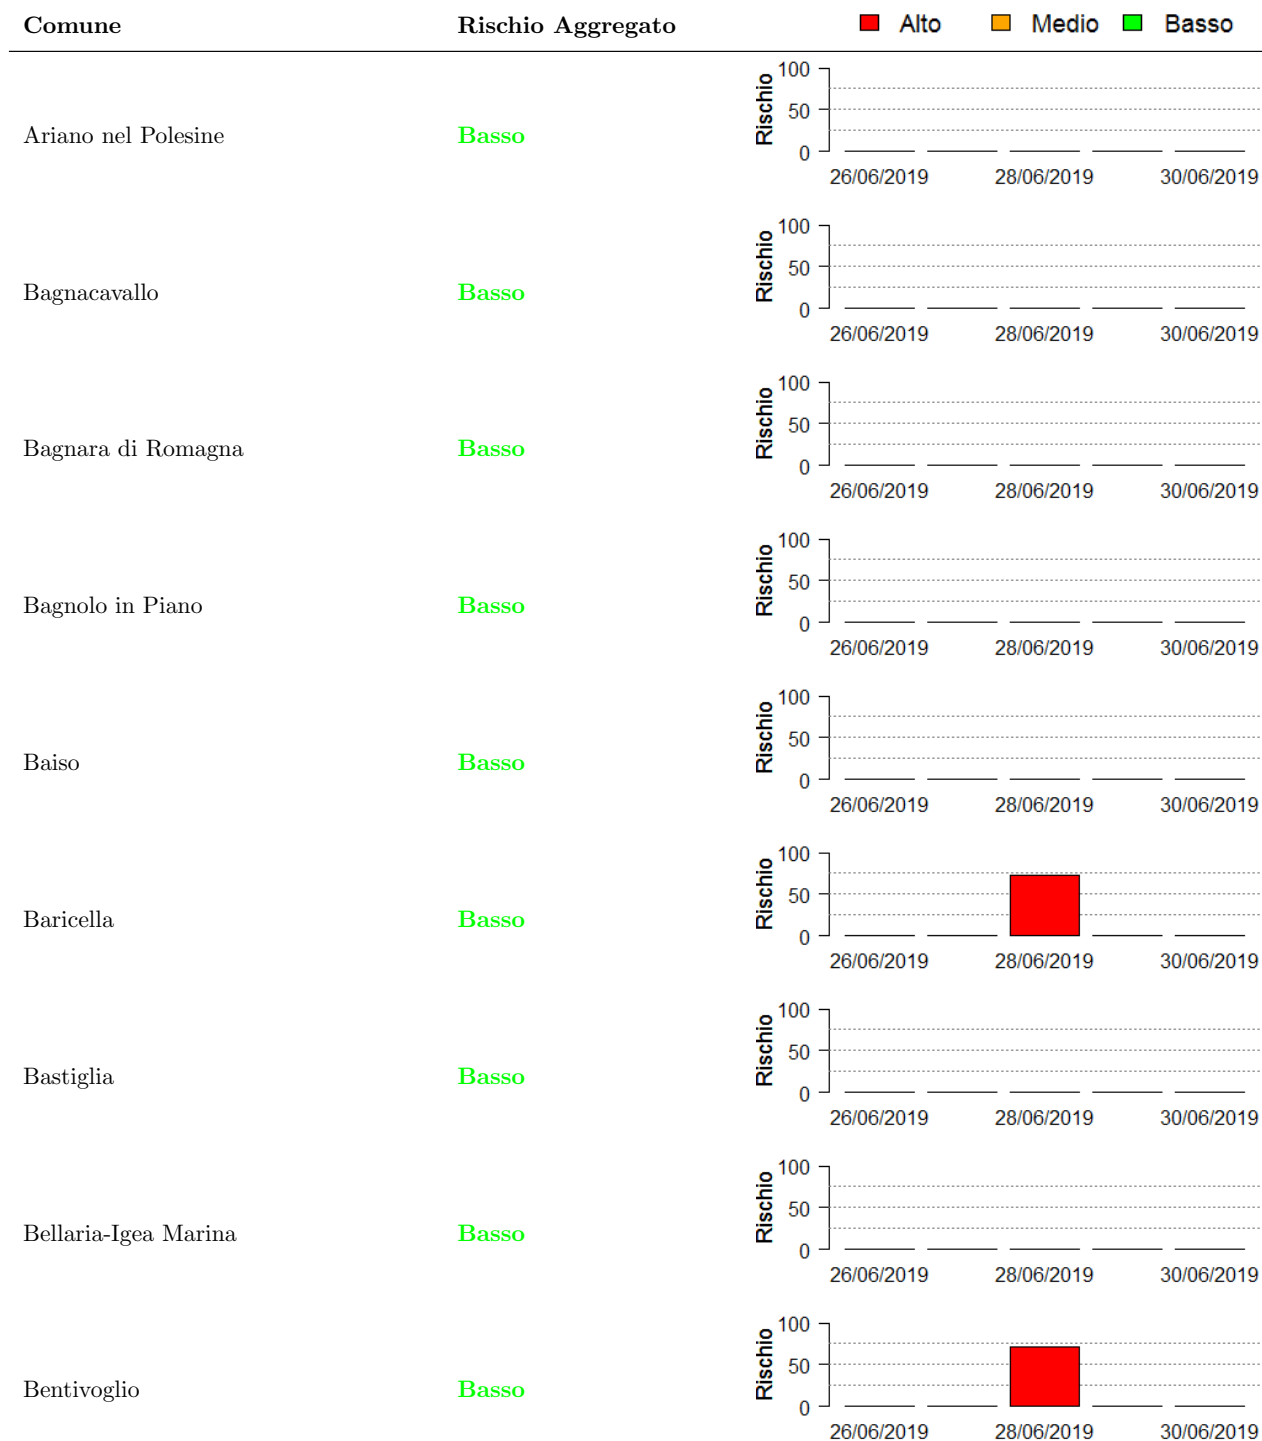 Comune Rischio Aggregato Alto Medio Basso
Ariano nel Polesine Basso
Rischio
100
50
0
26/06/2019 28/06/2019 30/06/2019
Bagnacavallo Basso
Rischio
100
50
0
26/06/2019 28/06/2019 30/06/2019
Bagnara di Romagna Basso
Rischio
100
50
0
26/06/2019 28/06/2019 30/06/2019
Bagnolo in Piano Basso
Rischio
100
50
0
26/06/2019 28/06/2019 30/06/2019
Baiso Basso
Rischio
100
50
0
26/06/2019 28/06/2019 30/06/2019
Baricella Basso
Rischio
100
50
0
26/06/2019 28/06/2019 30/06/2019
Bastiglia Basso
Rischio
100
50
0
26/06/2019 28/06/2019 30/06/2019
Bellaria-Igea Marina Basso
Rischio
100
50
0
26/06/2019 28/06/2019 30/06/2019
Bentivoglio Basso
Rischio
100
50
0
26/06/2019 28/06/2019 30/06/2019